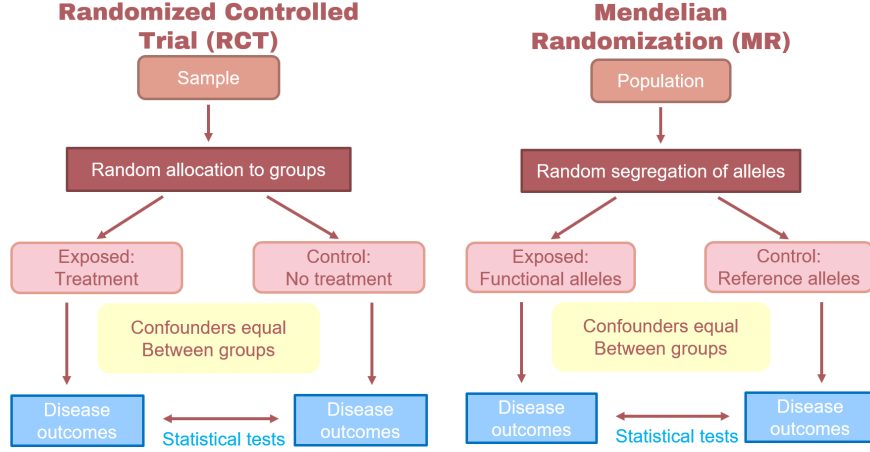 Randomized Controlled
Trial (RCT)
Sample
Random allocation to groups
Exposed:
Treatment
Control:
No treatment
Confounders equal
Between groups
Disease
outcomes
Disease
outcomes
Statistical tests
Mendelian
Randomization (MR)
Population
Random segregation of alleles
Exposed:
Functional alleles
Control:
Reference alleles
Confounders equal
Between groups
Disease
outcomes
Disease
outcomes
Statistical tests